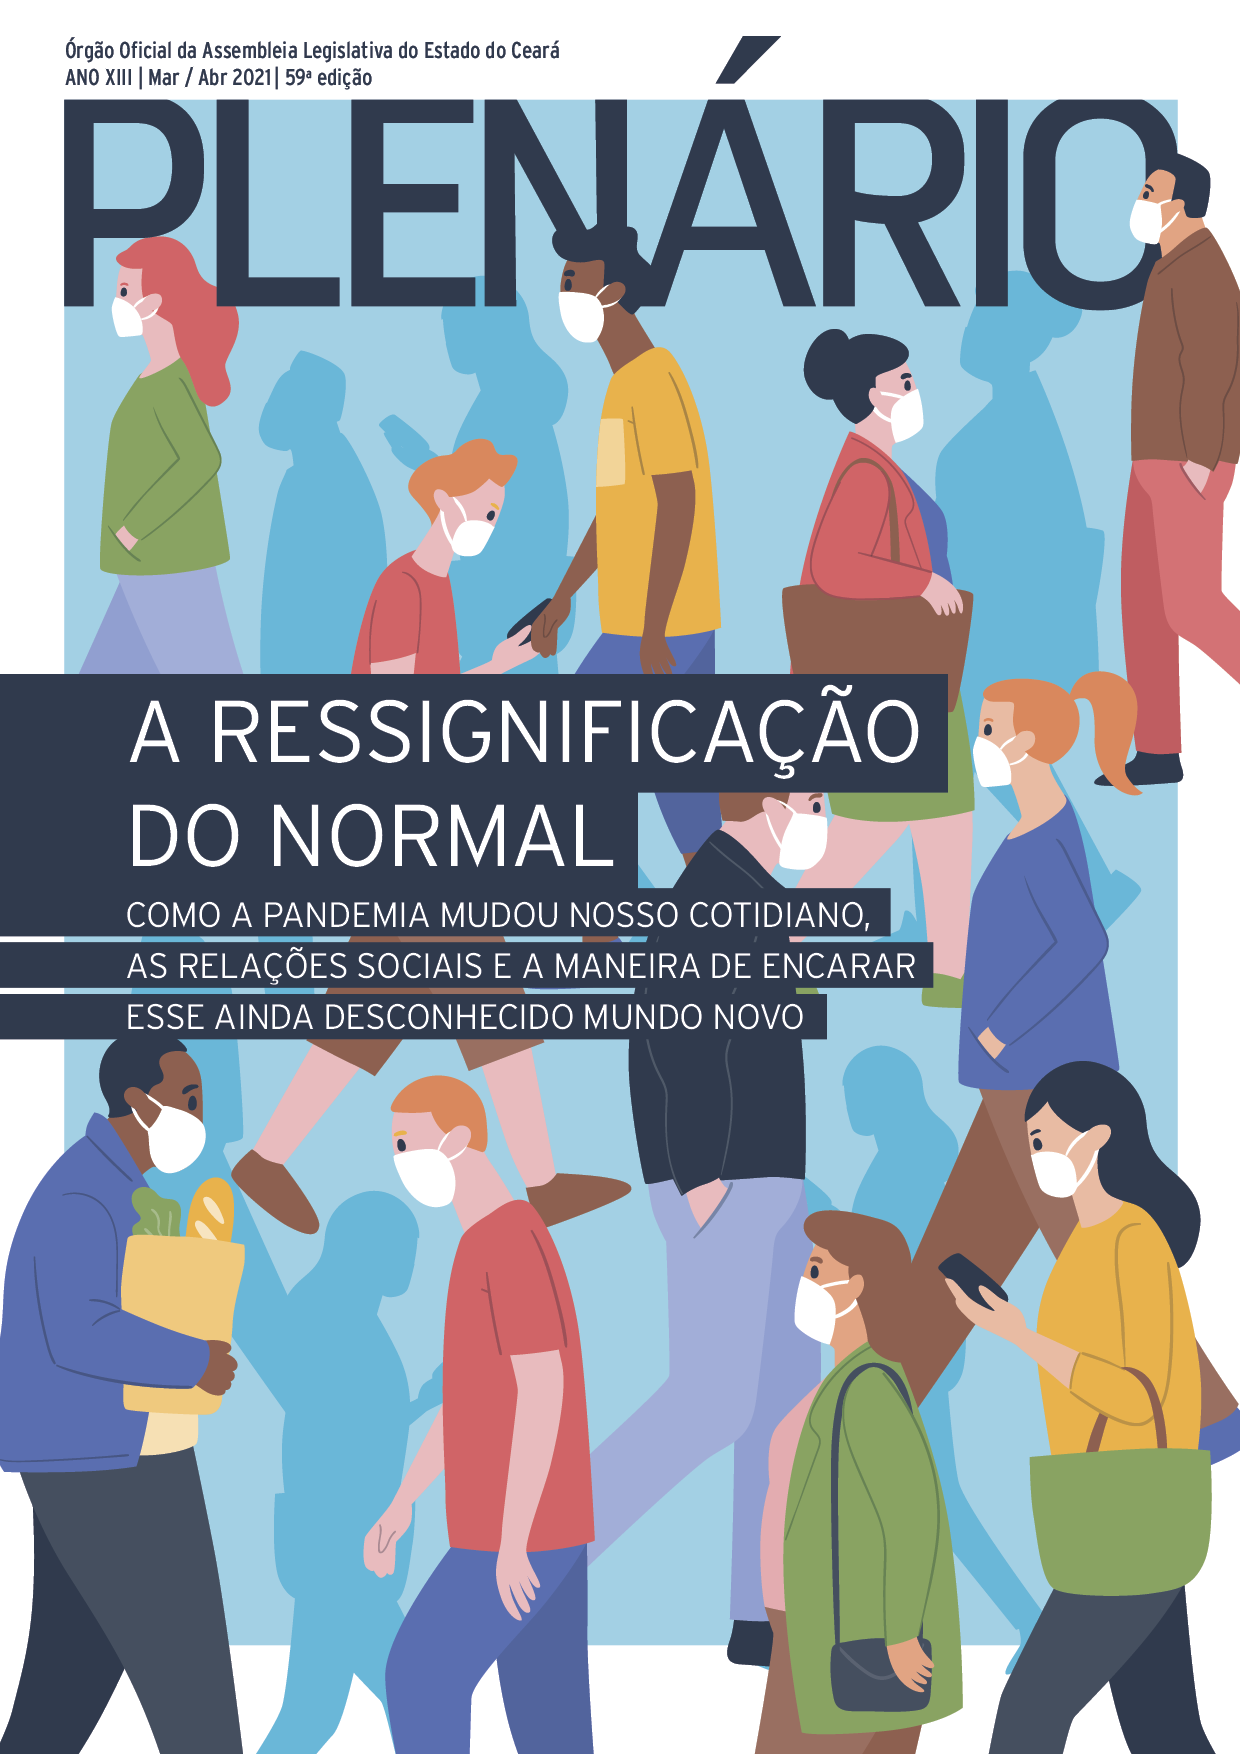 Órgão Oficial da Assembleia Legislativa do Estado do Ceará
ANO XIII | Mar / Abr 2021 | 59ª edição
PLENÁRIO
A RESSIGNIFICAÇÃO
DO NORMAL
COMO A PANDEMIA MUDOU NOSSO COTIDIANO,
AS RELAÇÕES SOCIAIS E A MANEIRA DE ENCARAR
ESSE AINDA DESCONHECIDO MUNDO NOVO